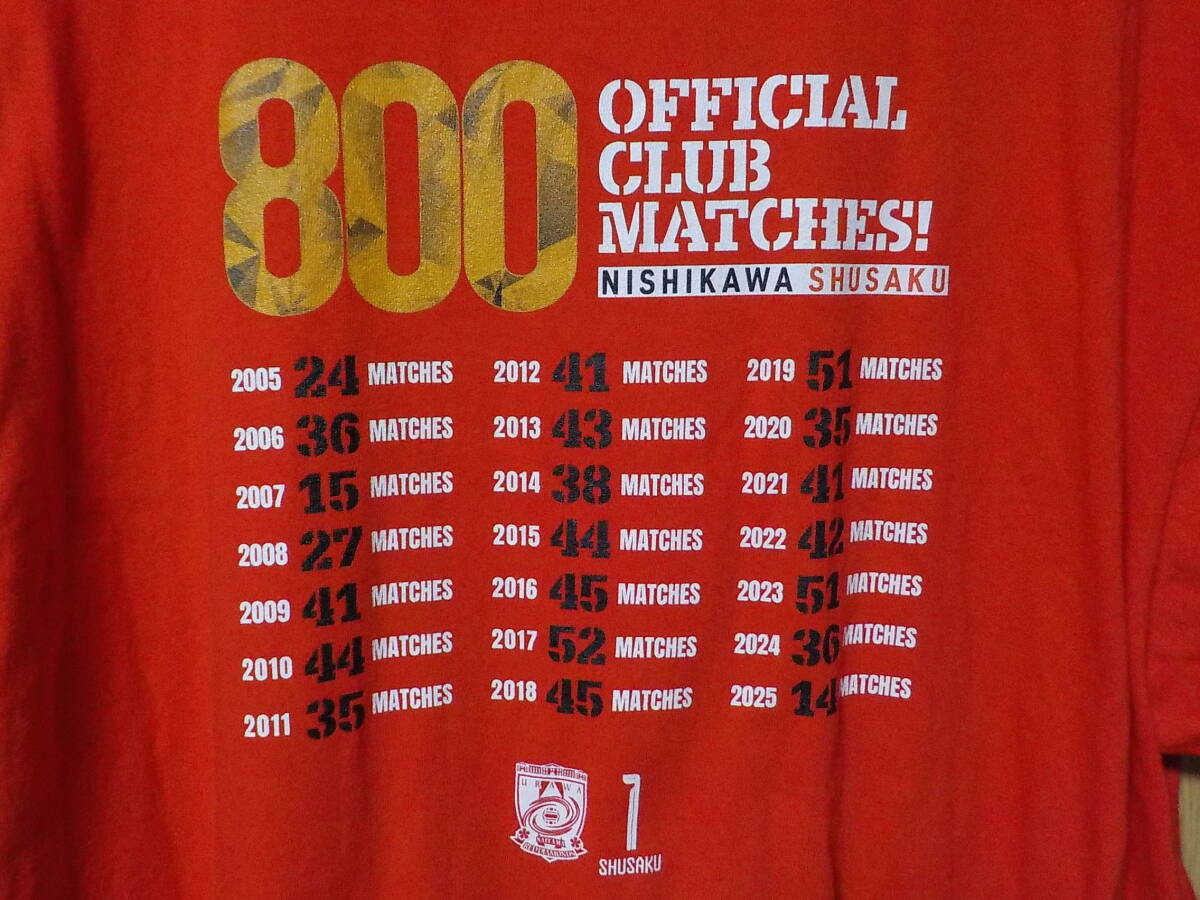 800
OFFICIAL
CLUB
MATCHES!
NISHIKAWA SHUSAKU
2005 24 MATCHES
2006 36 MATCHES
2007 15 MATCHES
2008 27 MATCHES
2009 41 MATCHES
2010 44 MATCHES
2011 35 MATCHES
2012 41 MATCHES
2013 43 MATCHES
2014 38 MATCHES
2015 44 MATCHES
2016 45 MATCHES
2017 52 MATCHES
2018 45 MATCHES
2019 51 MATCHES
2020 35 MATCHES
2021 41 MATCHES
2022 42 MATCHES
2023 51 MATCHES
2024 36 MATCHES
2025 14 MATCHES
URAWA
1
SHUSAKU